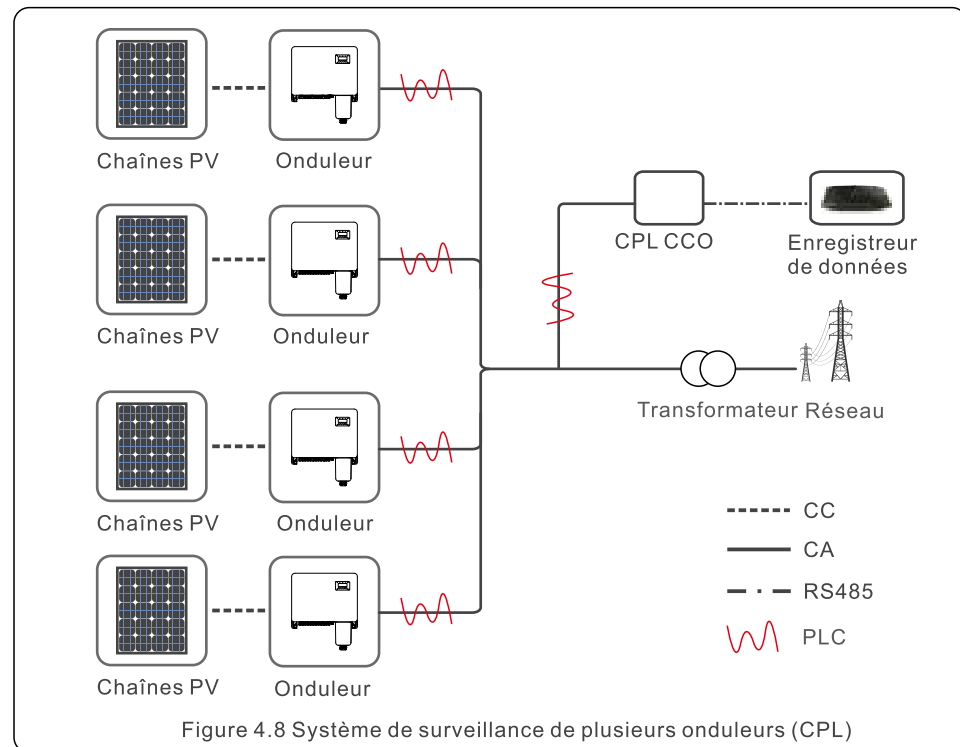 Chaînes PV
Onduleur
CPL CCO
Enregistreur
de données
Chaînes PV
Onduleur
Transformateur
Réseau
Chaînes PV
Onduleur
CC
CA
RS485
PLC
Chaînes PV
Onduleur
Figure 4.8 Système de surveillance de plusieurs onduleurs (CPL)